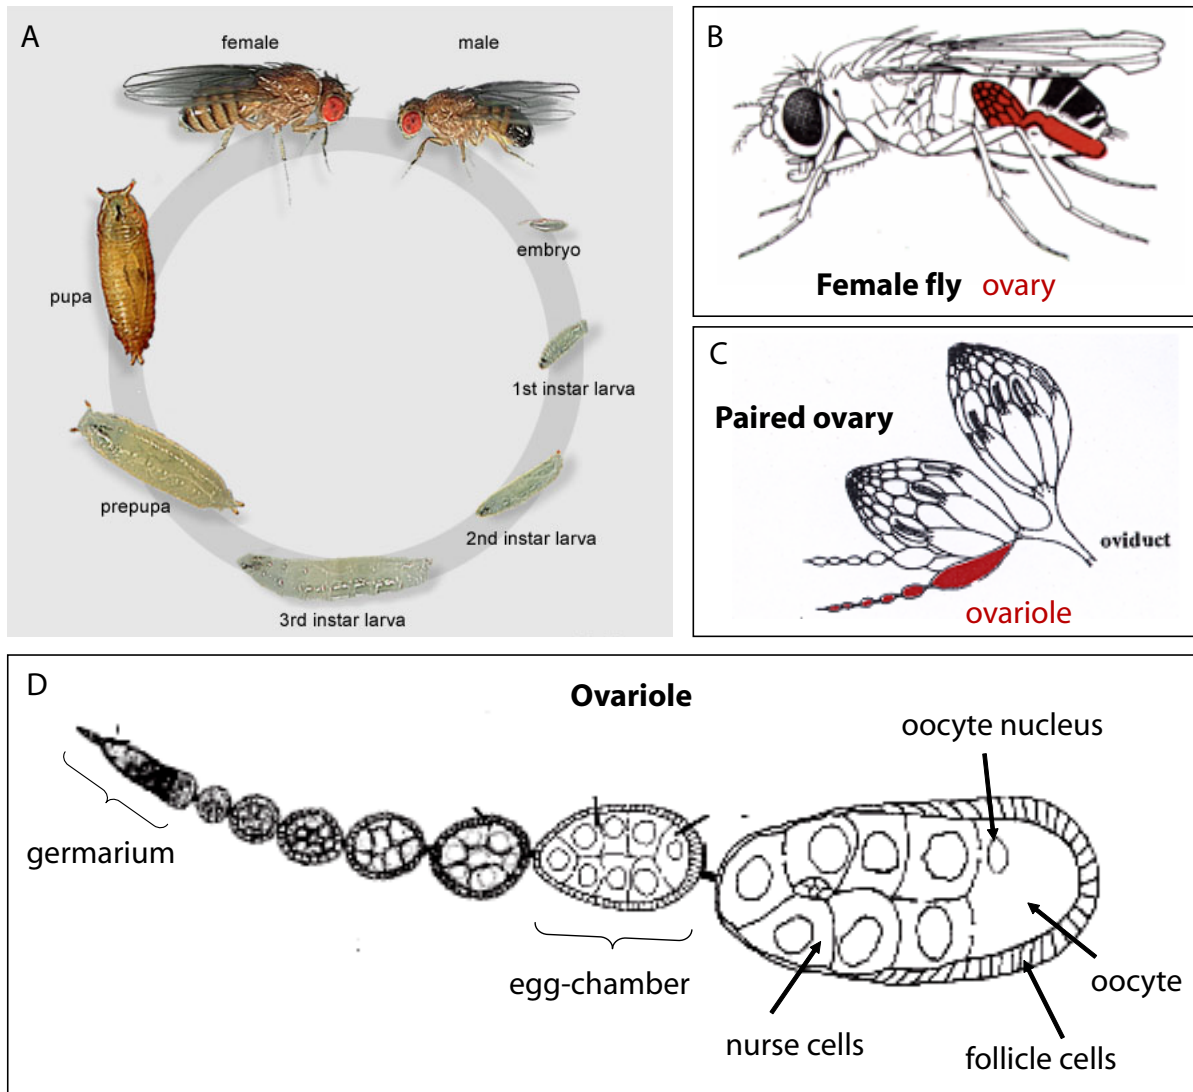 A
female
male
embryo
1st instar larva
2nd instar larva
3rd instar larva
prepupa
pupa
B
Female fly ovary
C
Paired ovary
oviduct
ovariole
D
Ovariole
oocyte nucleus
germarium
egg-chamber
nurse cells
oocyte
follicle cells